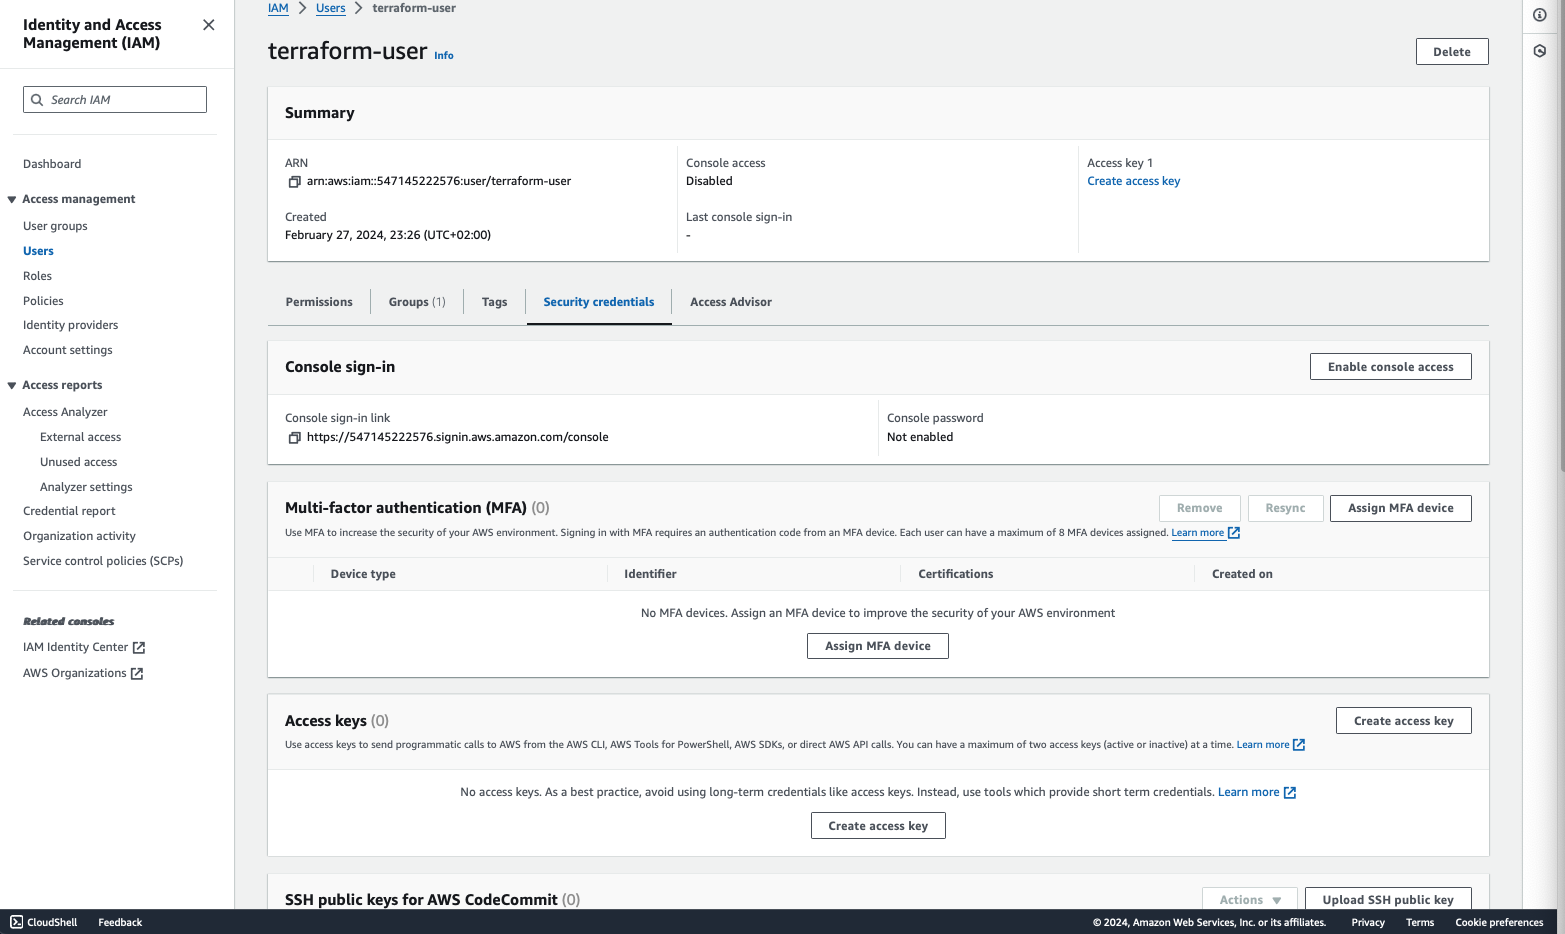 Identity and Access
Management (IAM)
Search IAM
Dashboard
Access management
User groups
Users
Roles
Policies
Identity providers
Account settings
Access reports
Access Analyzer
External access
Unused access
Analyzer settings
Credential report
Organization activity
Service control policies (SCPs)
Related consoles
IAM Identity Center
AWS Organizations
IAM > Users > terraform-user
terraform-user Info
Delete
Summary
ARN
arn:aws:iam::547145222576:user/terraform-user
Created
February 27, 2024, 23:26 (UTC+02:00)
Console access
Disabled
Last console sign-in
-
Access key 1
Create access key
Permissions Groups (1) Tags Security credentials Access Advisor
Console sign-in
Enable console access
Console sign-in link
https://547145222576.signin.aws.amazon.com/console
Console password
Not enabled
Multi-factor authentication (MFA) (0)
Remove Resync Assign MFA device
Use MFA to increase the security of your AWS environment. Signing in with MFA requires an authentication code from an MFA device. Each user can have a maximum of 8 MFA devices assigned. Learn more
Device type Identifier Certifications Created on
No MFA devices. Assign an MFA device to improve the security of your AWS environment
Assign MFA device
Access keys (0)
Create access key
Use access keys to send programmatic calls to AWS from the AWS CLI, AWS Tools for PowerShell, AWS SDKs, or direct AWS API calls. You can have a maximum of two access keys (active or inactive) at a time. Learn more
No access keys. As a best practice, avoid using long-term credentials like access keys. Instead, use tools which provide short term credentials. Learn more
Create access key
SSH public keys for AWS CodeCommit (0)
Actions Upload SSH public key
CloudShell Feedback
© 2024, Amazon Web Services, Inc. or its affiliates. Privacy Terms Cookie preferences